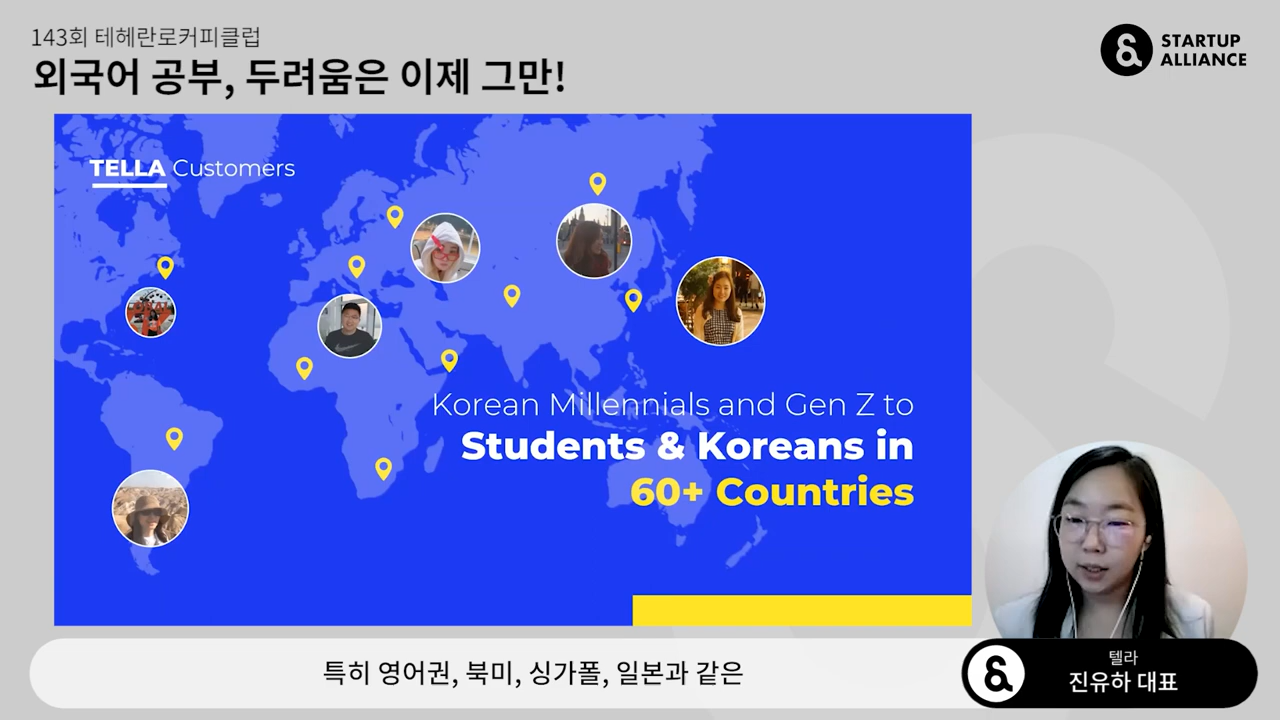 143회 테헤란로커피클럽
외국어 공부, 두려움은 이제 그만!
STARTUP
ALLIANCE
TELLA Customers
Korean Millennials and Gen Z to
Students & Koreans in
60+ Countries
특히 영어권, 북미, 싱가폴, 일본과 같은
텔라
진유하 대표